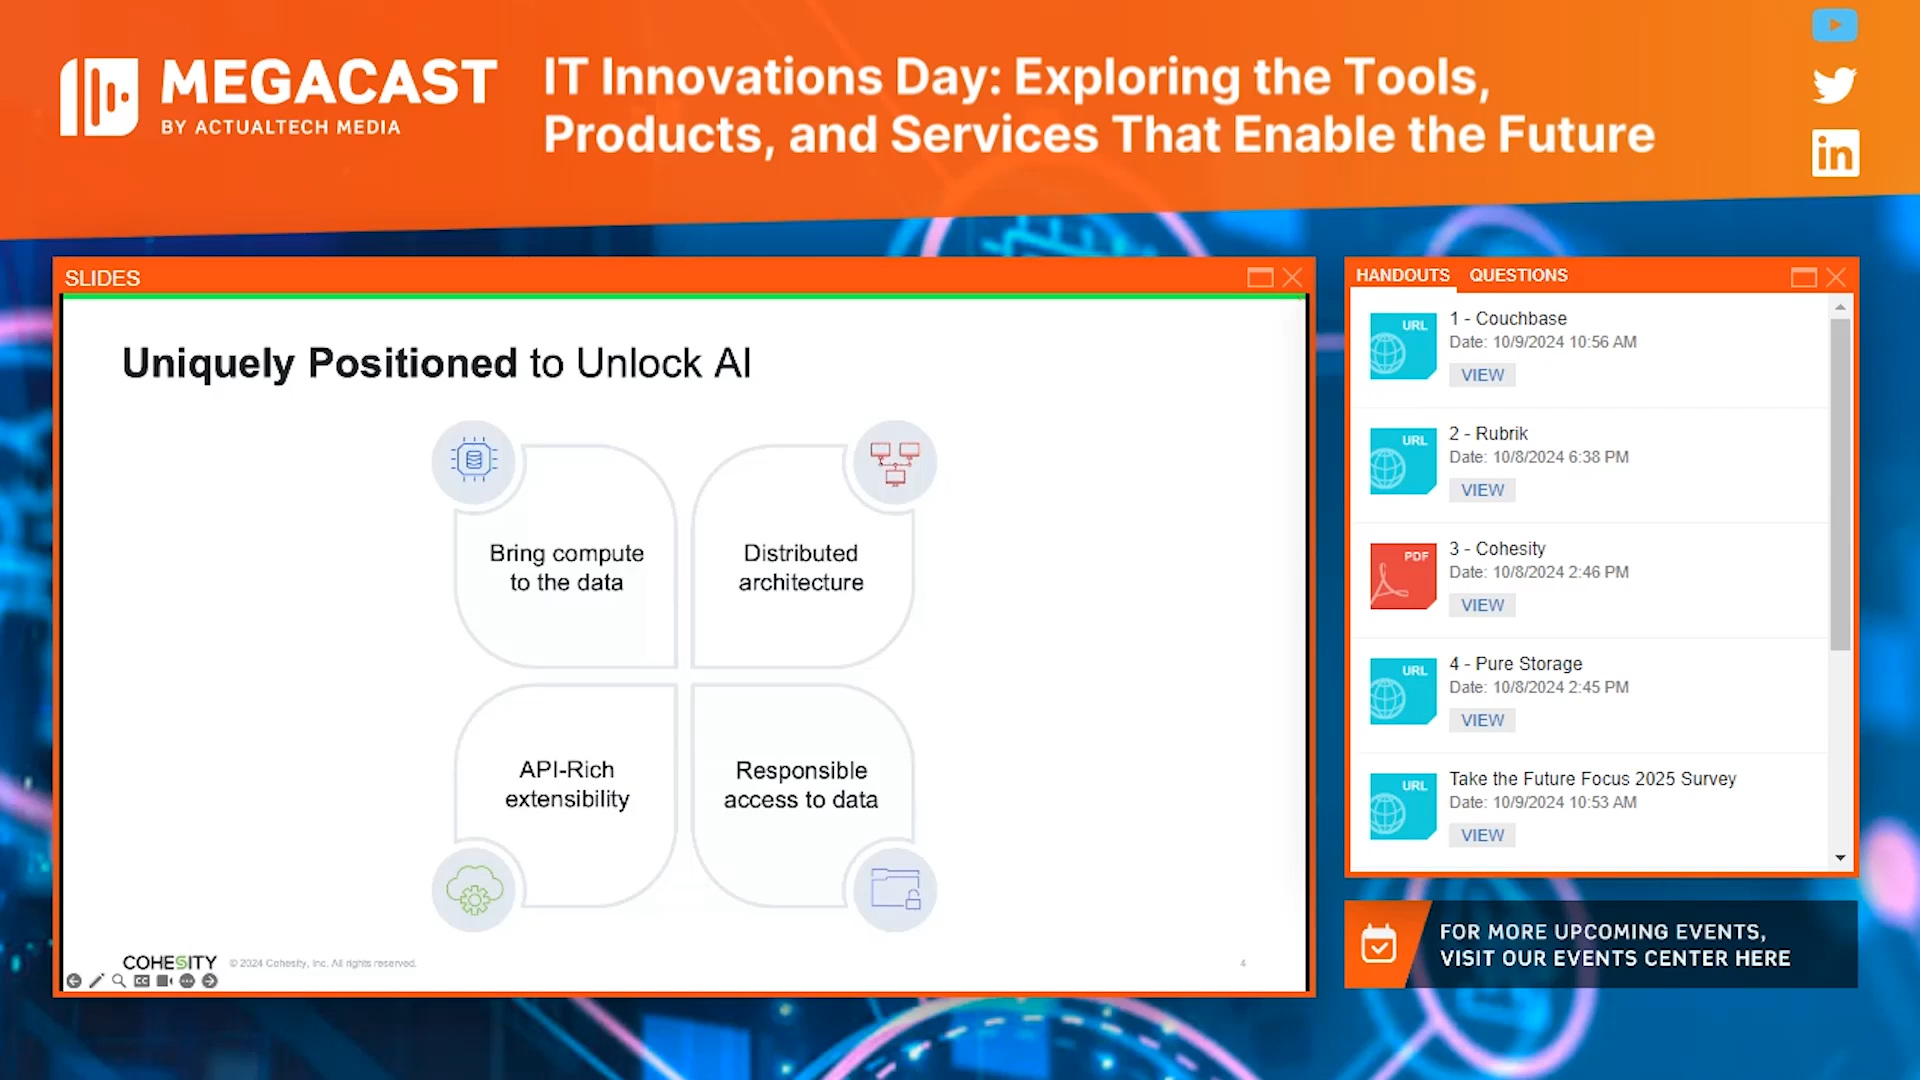 MEGACAST
BY ACTUALTECH MEDIA
IT Innovations Day: Exploring the Tools,
Products, and Services That Enable the Future
in
SLIDES
Uniquely Positioned to Unlock AI
Bring compute
to the data
Distributed
architecture
API-Rich
extensibility
Responsible
access to data
COHESITY © 2024 Cohesity, Inc. All rights reserved.
4
CC
HANDOUTS QUESTIONS
URL
1 - Couchbase
Date: 10/9/2024 10:56 AM
VIEW
URL
2 - Rubrik
Date: 10/8/2024 6:38 PM
VIEW
PDF
3 - Cohesity
Date: 10/8/2024 2:46 PM
VIEW
URL
4 - Pure Storage
Date: 10/8/2024 2:45 PM
VIEW
URL
Take the Future Focus 2025 Survey
Date: 10/9/2024 10:53 AM
VIEW
FOR MORE UPCOMING EVENTS,
VISIT OUR EVENTS CENTER HERE